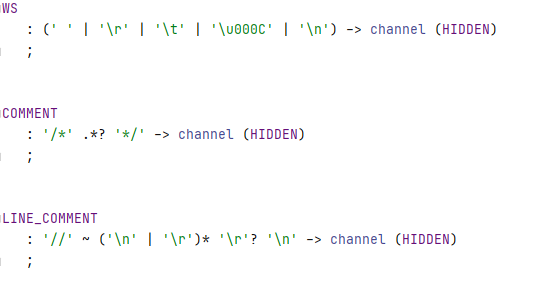 WS
: (' ' | '\r' | '\t' | '\u000C' | '\n') -> channel (HIDDEN)
;
COMMENT
: '/*' .*? '*/' -> channel (HIDDEN)
;
LINE_COMMENT
: '//' ~ ('\n' | '\r')* '\r'? '\n' -> channel (HIDDEN)
;